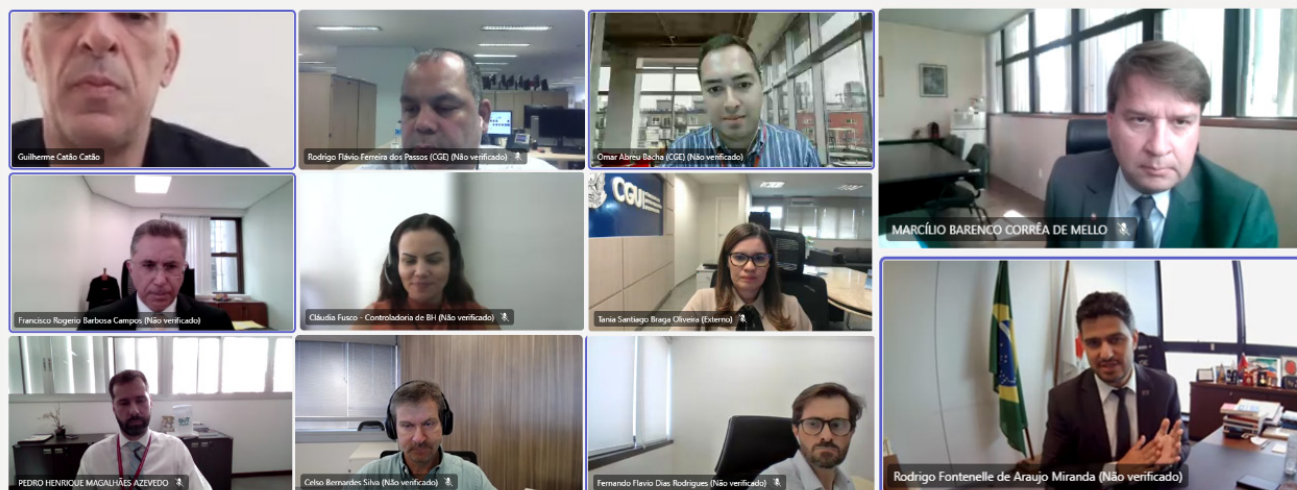 Guilherme Catão Catão
Rodrigo Flávio Ferreira dos Passos (CGE) (Não verificado)
Omar Abreu Bacha (CGE) (Não verificado)
MARCÍLIO BARENCO CORRÊA DE MELLO
Francisco Rogerio Barbosa Campos (Não verificado)
Cláudia Fusco - Controladoria de BH (Não verificado)
CGU
Tania Santiago Braga Oliveira (Externo)
PEDRO HENRIQUE MAGALHÃES AZEVEDO
Celso Bernardes Silva (Não verificado)
Fernando Flavio Dias Rodrigues (Não verificado)
Rodrigo Fontenelle de Araujo Miranda (Não verificado)